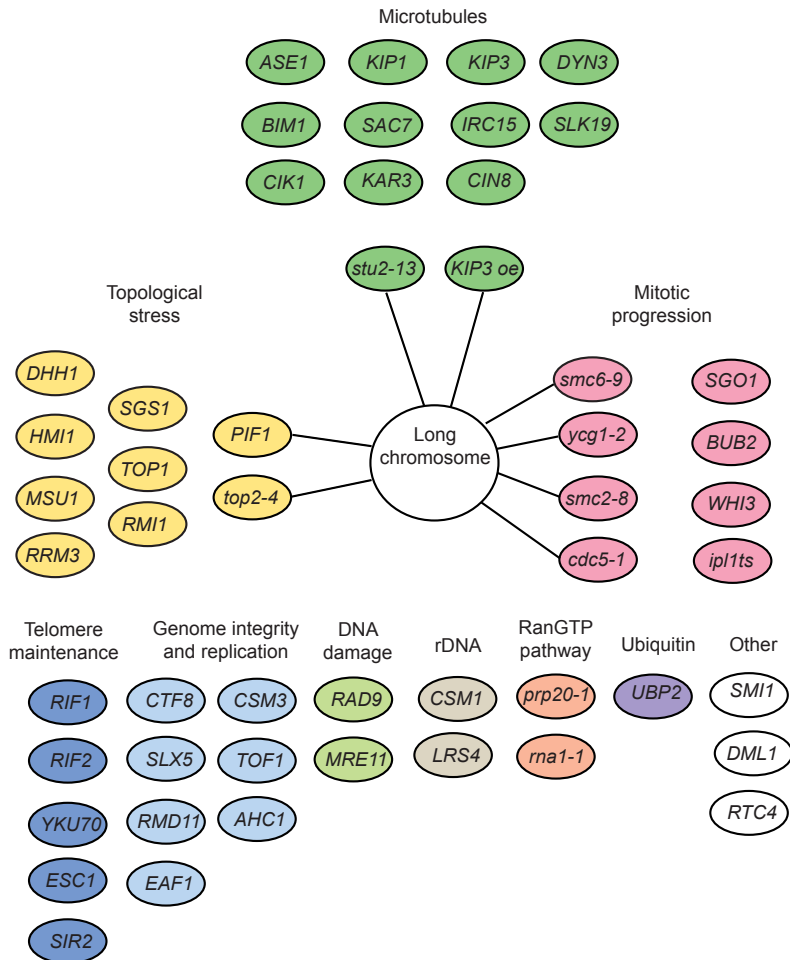 Microtubules
ASE1 KIP1 KIP3 DYN3
BIM1 SAC7 IRC15 SLK19
CIK1 KAR3 CIN8
stu2-13 KIP3 oe
Topological
stress
DHH1
SGS1
HMI1
TOP1
MSU1
RMI1
RRM3
PIF1
top2-4
Long
chromosome
Mitotic
progression
smc6-9 SGO1
ycg1-2 BUB2
smc2-8 WHI3
cdc5-1 ipl1ts
Telomere
maintenance
RIF1
RIF2
YKU70
ESC1
SIR2
Genome integrity
and replication
CTF8 CSM3
SLX5 TOF1
RMD11 AHC1
EAF1
DNA
damage
RAD9
MRE11
rDNA
CSM1
LRS4
RanGTP
pathway
prp20-1
rna1-1
Ubiquitin
UBP2
Other
SMI1
DML1
RTC4